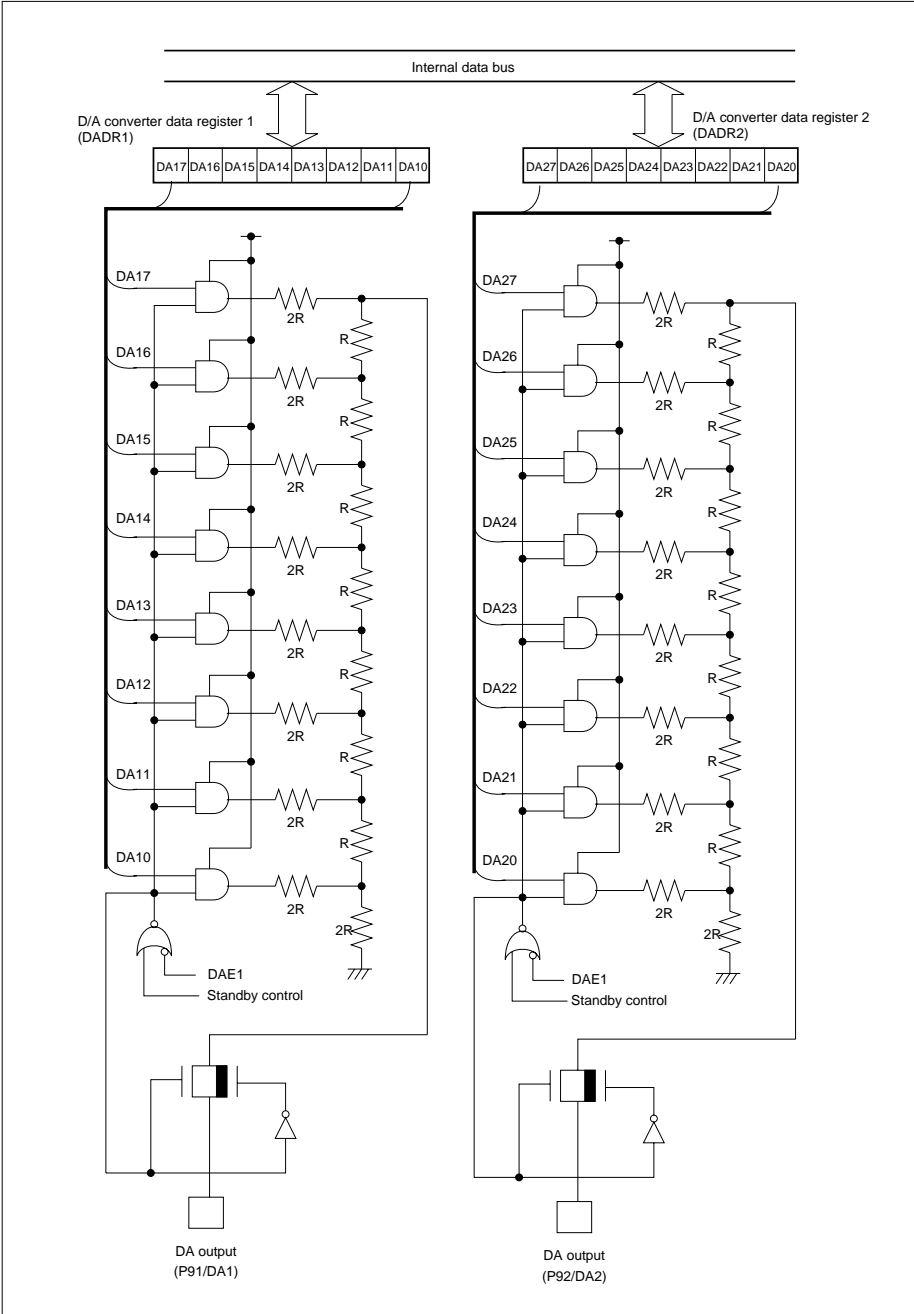 Internal data bus
D/A converter data register 1
(DADR1)
DA17 DA16 DA15 DA14 DA13 DA12 DA11 DA10
DA17
2R
R
DA16
2R
R
DA15
2R
R
DA14
2R
R
DA13
2R
R
DA12
2R
R
DA11
2R
R
DA10
2R
2R
DAE1
Standby control
DA output
(P91/DA1)
D/A converter data register 2
(DADR2)
DA27 DA26 DA25 DA24 DA23 DA22 DA21 DA20
DA27
2R
R
DA26
2R
R
DA25
2R
R
DA24
2R
R
DA23
2R
R
DA22
2R
R
DA21
2R
R
DA20
2R
2R
DAE1
Standby control
DA output
(P92/DA2)